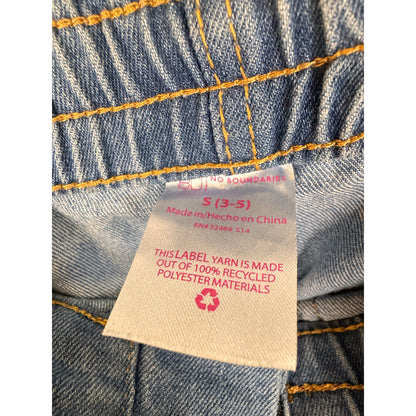 NO BOUNDARIES
S (3-5)
Made in/Hecho en China
RN#52469.514
THIS LABEL YARN IS MADE
OUT OF 100% RECYCLED
POLYESTER MATERIALS